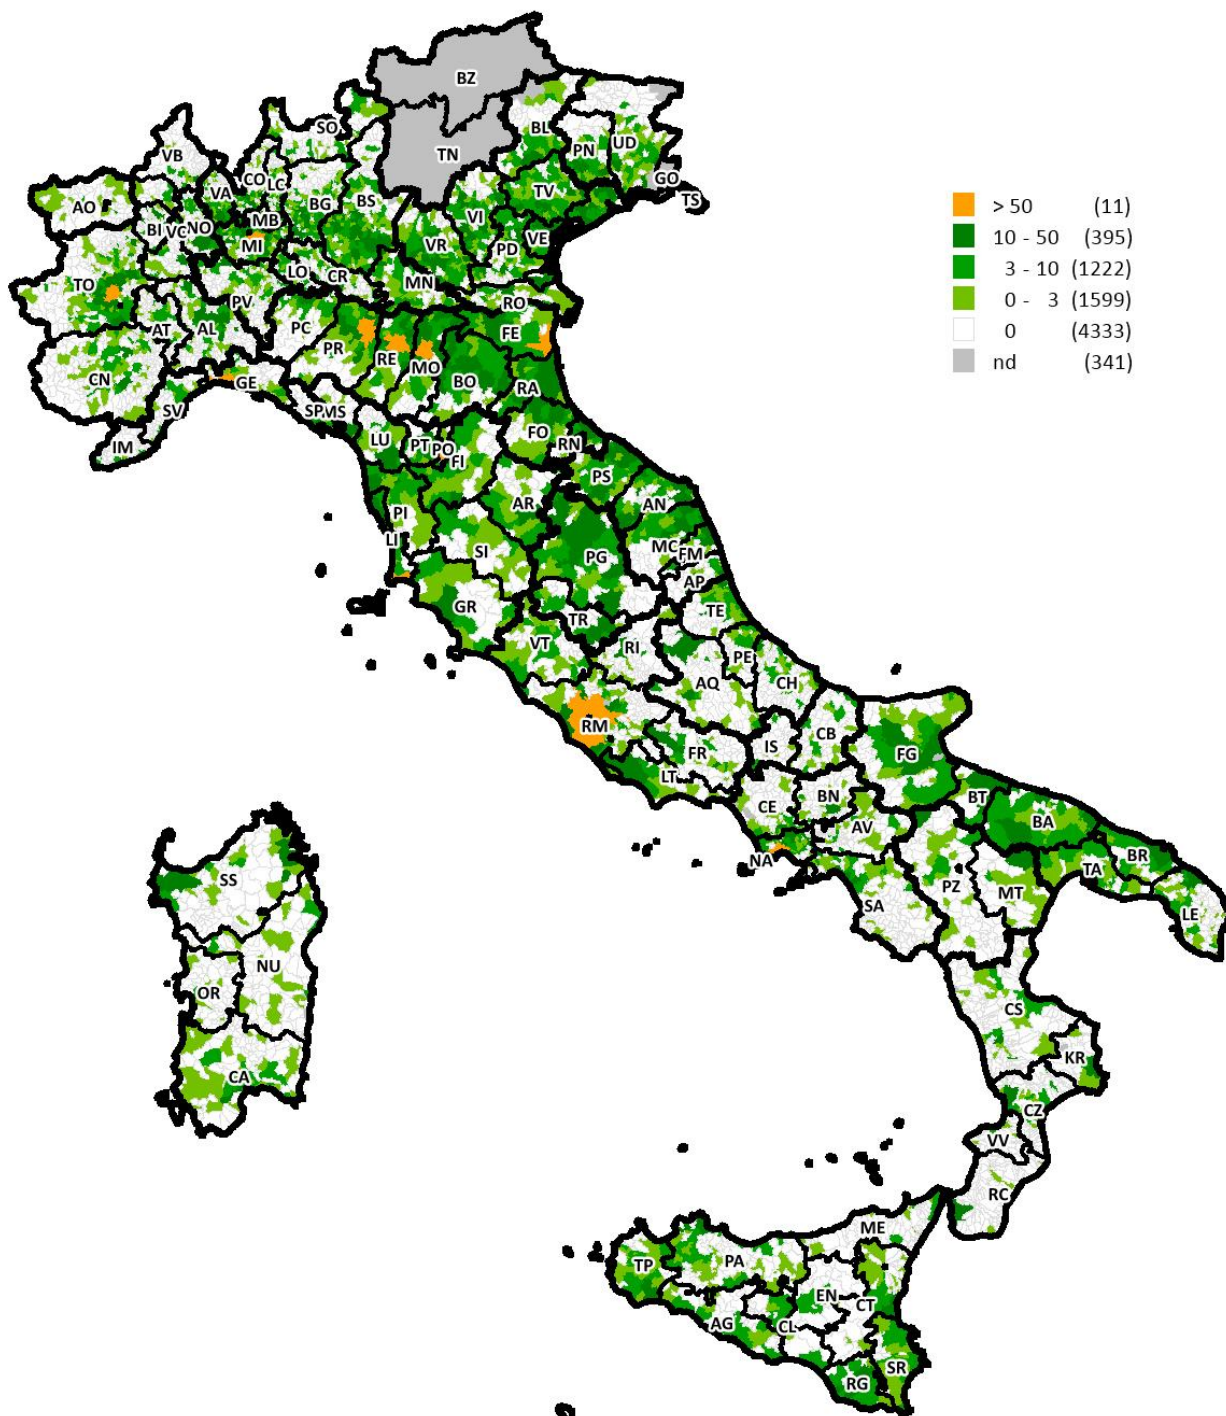 BZ
TN
SO
BL
PN
UD
GO
TS
VB
AO
CO
LC
VA
BG
BS
TV
VI
BI
VC
NO
MB
MI
VR
PD
VE
TO
LO
CR
MN
RO
PV
AT
AL
PC
PR
RE
MO
FE
BO
RA
CN
GE
SV
IM
SP
MS
LU
PT
PO
FI
FO
RN
PS
AR
AN
PI
LI
SI
PG
MC
FM
AP
GR
TR
TE
VT
RI
PE
AQ
CH
RM
FR
IS
CB
LT
FG
CE
BN
BT
BA
AV
NA
BR
TA
LE
PZ
MT
SA
SS
NU
OR
CA
CS
KR
CZ
VV
RC
ME
TP
PA
EN
CT
AG
CL
SR
RG
> 50 (11)
10 - 50 (395)
3 - 10 (1222)
0 - 3 (1599)
0 (4333)
nd (341)